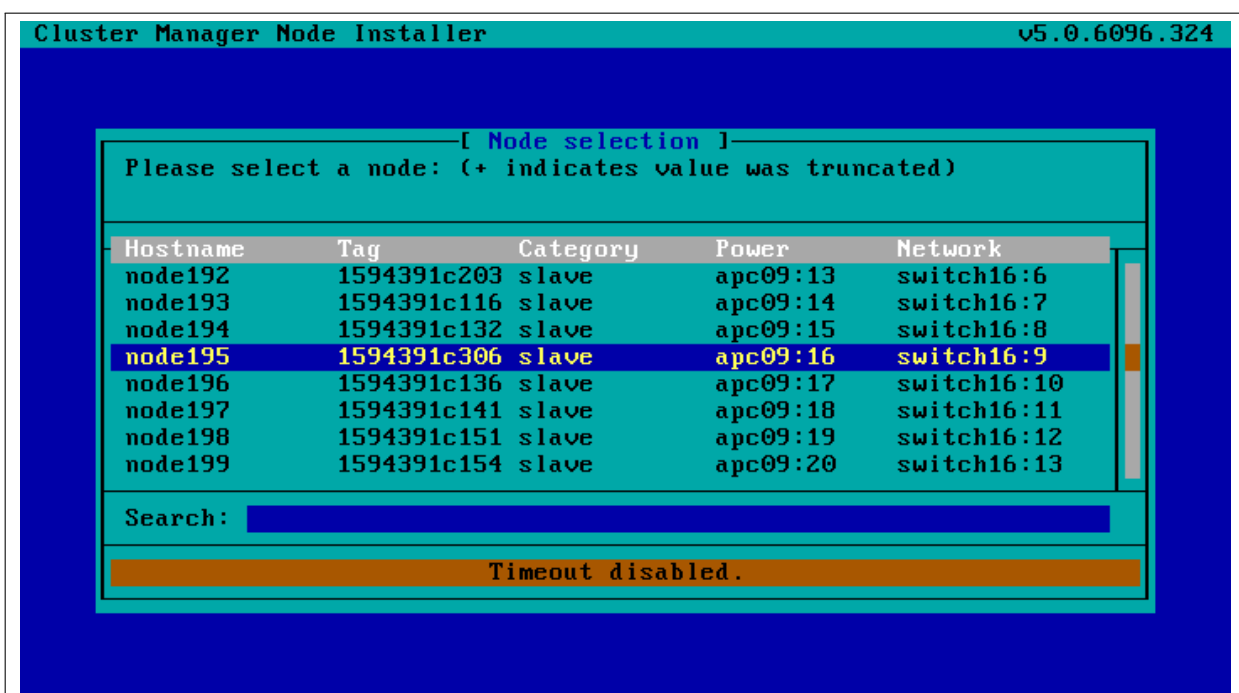 Cluster Manager Node Installer v5.0.6096.324
[ Node selection ]
Please select a node: (+ indicates value was truncated)
Hostname Tag Category Power Network
node192 1594391c203 slave apc09:13 switch16:6
node193 1594391c116 slave apc09:14 switch16:7
node194 1594391c132 slave apc09:15 switch16:8
node195 1594391c306 slave apc09:16 switch16:9
node196 1594391c136 slave apc09:17 switch16:10
node197 1594391c141 slave apc09:18 switch16:11
node198 1594391c151 slave apc09:19 switch16:12
node199 1594391c154 slave apc09:20 switch16:13
Search:
Timeout disabled.